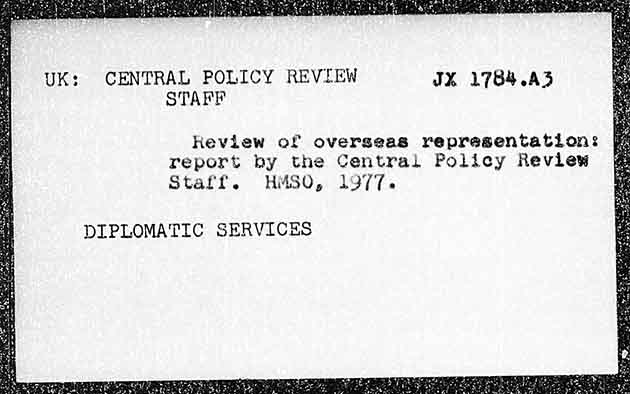 UK: CENTRAL POLICY REVIEW JX 1784.A3
STAFF
Review of overseas representation:
report by the Central Policy Review
Staff. HMSO, 1977.
DIPLOMATIC SERVICES